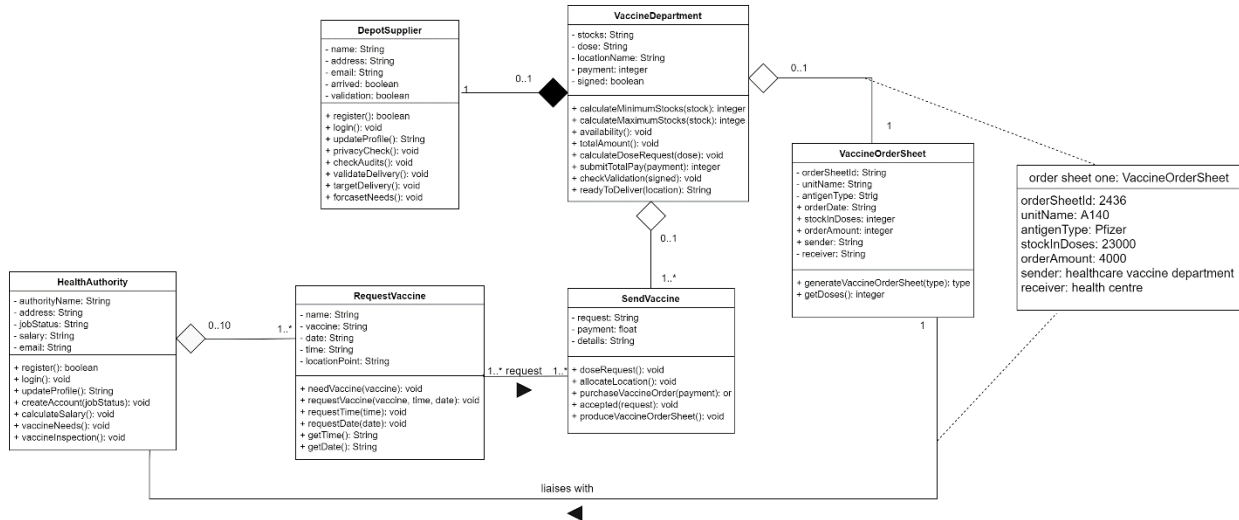 DepotSupplier
- name: String
- address: String
- email: String
- arrived: boolean
- validation: boolean
+ register(): boolean
+ login(): void
+ updateProfile(): String
+ privacyCheck(): void
+ checkAudits(): void
+ validateDelivery(): void
+ targetDelivery(): void
+ forcasetNeeds(): void
1
0..1
VaccineDepartment
- stocks: String
- dose: String
- locationName: String
- payment: integer
- signed: boolean
+ calculateMinimumStocks(stock): integer
+ calculateMaximumStocks(stock): intege
+ availability(): void
+ totalAmount(): void
+ calculateDoseRequest(dose): void
+ submitTotalPay(payment): integer
+ checkValidation(signed): void
+ readyToDeliver(location): String
0..1
1
0..1
1..*
VaccineOrderSheet
- orderSheetId: String
- unitName: String
- antigenType: Strig
+ orderDate: String
+ stockInDoses: integer
+ orderAmount: integer
+ sender: String
- receiver: String
+ generateVaccineOrderSheet(type): type
+ getDoses(): integer
1
order sheet one: VaccineOrderSheet
orderSheetId: 2436
unitName: A140
antigenType: Pfizer
stockInDoses: 23000
orderAmount: 4000
sender: healthcare vaccine department
receiver: health centre
HealthAuthority
- authorityName: String
- address: String
- jobStatus: String
- salary: String
- email: String
+ register(): boolean
+ login(): void
+ updateProfile(): String
+ createAccount(jobStatus): void
+ calculateSalary(): void
+ vaccineNeeds(): void
+ vaccineInspection(): void
0..10
1..*
RequestVaccine
- name: String
- vaccine: String
- date: String
- time: String
- locationPoint: String
+ needVaccine(vaccine): void
+ requestVaccine(vaccine, time, date): void
+ requestTime(time): void
+ requestDate(date): void
+ getTime(): String
+ getDate(): String
1..* request 1..*
SendVaccine
- request: String
- payment: float
- details: String
+ doseRequest(): void
+ allocateLocation(): void
+ purchaseVaccineOrder(payment): or
+ accepted(request): void
+ produceVaccineOrderSheet(): void
liaises with